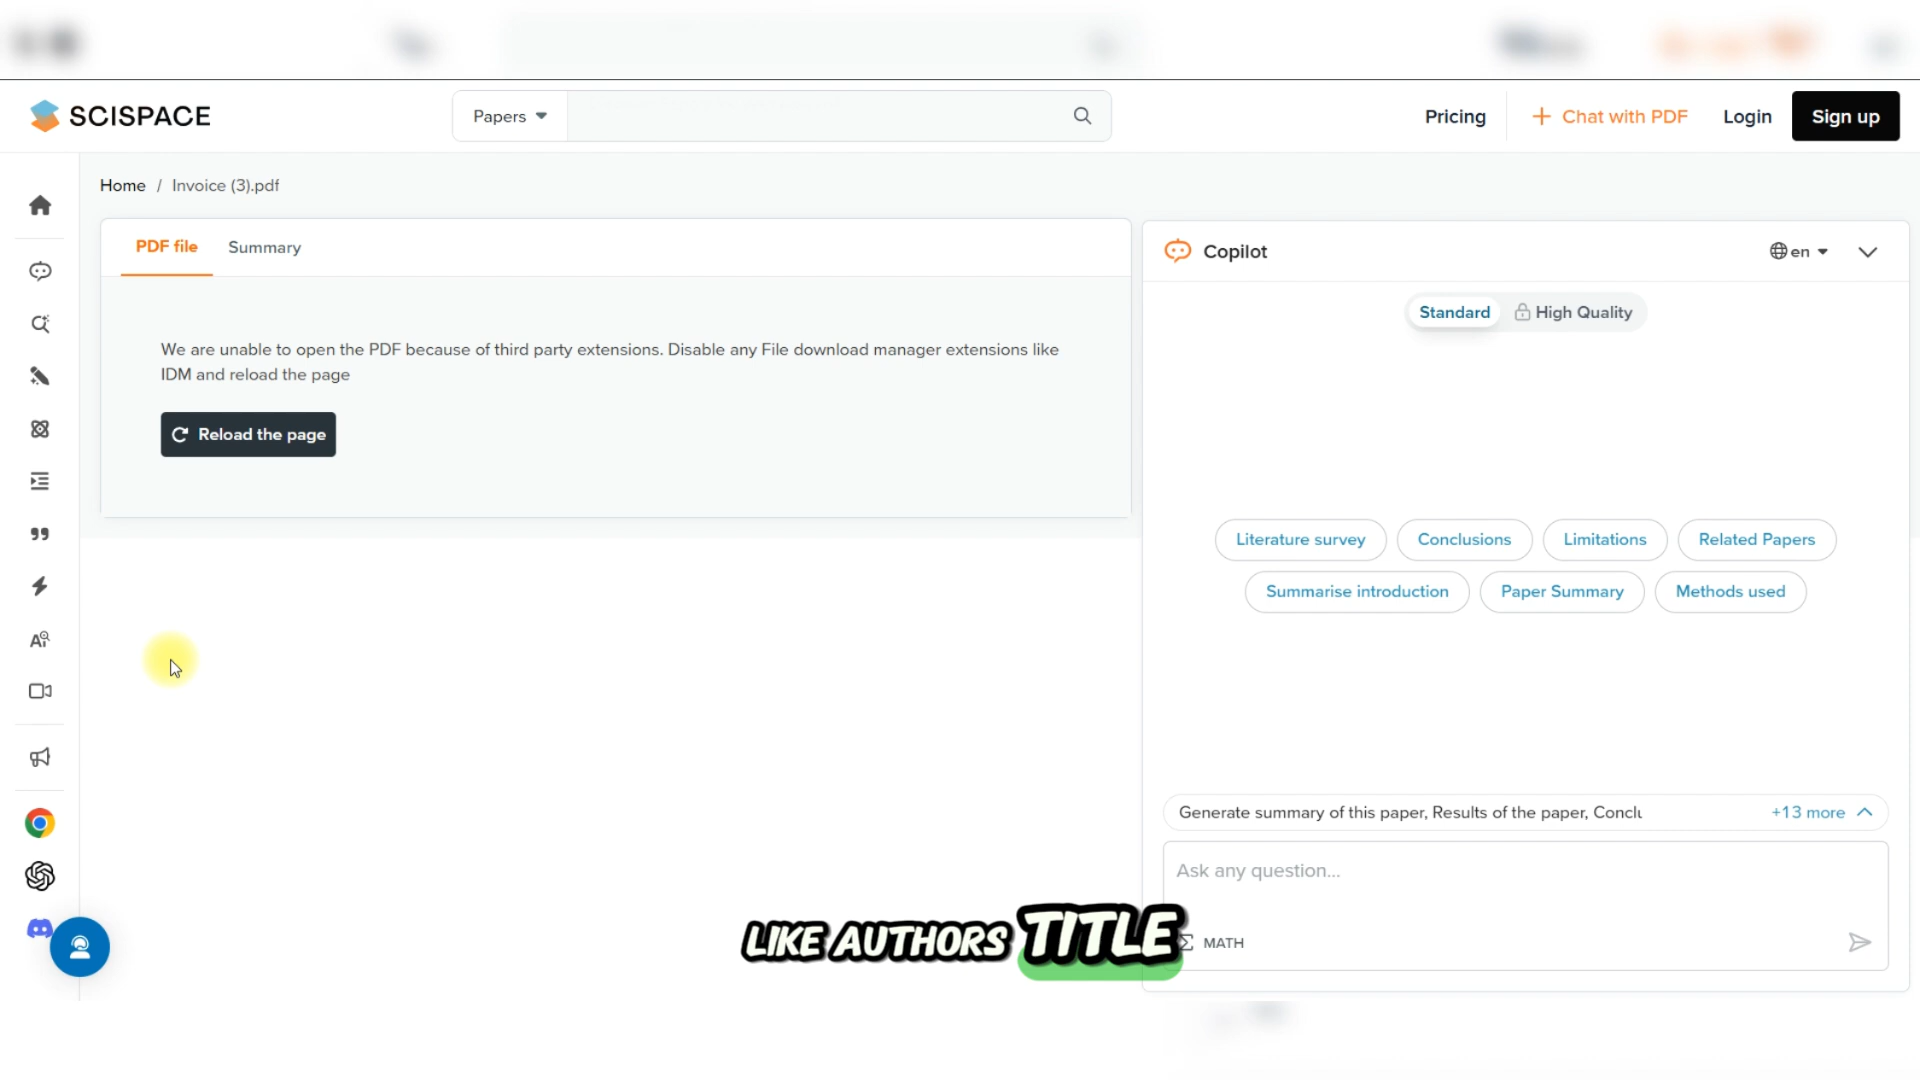 SCISPACE
Papers
Pricing
+ Chat with PDF
Login
Sign up
Home / Invoice (3).pdf
PDF file
Summary
We are unable to open the PDF because of third party extensions. Disable any File download manager extensions like
IDM and reload the page
Reload the page
Copilot
en
Standard
High Quality
Literature survey
Conclusions
Limitations
Related Papers
Summarise introduction
Paper Summary
Methods used
Generate summary of this paper, Results of the paper, Conclu
+13 more
Ask any question...
Σ MATH
LIKE AUTHORS TITLE